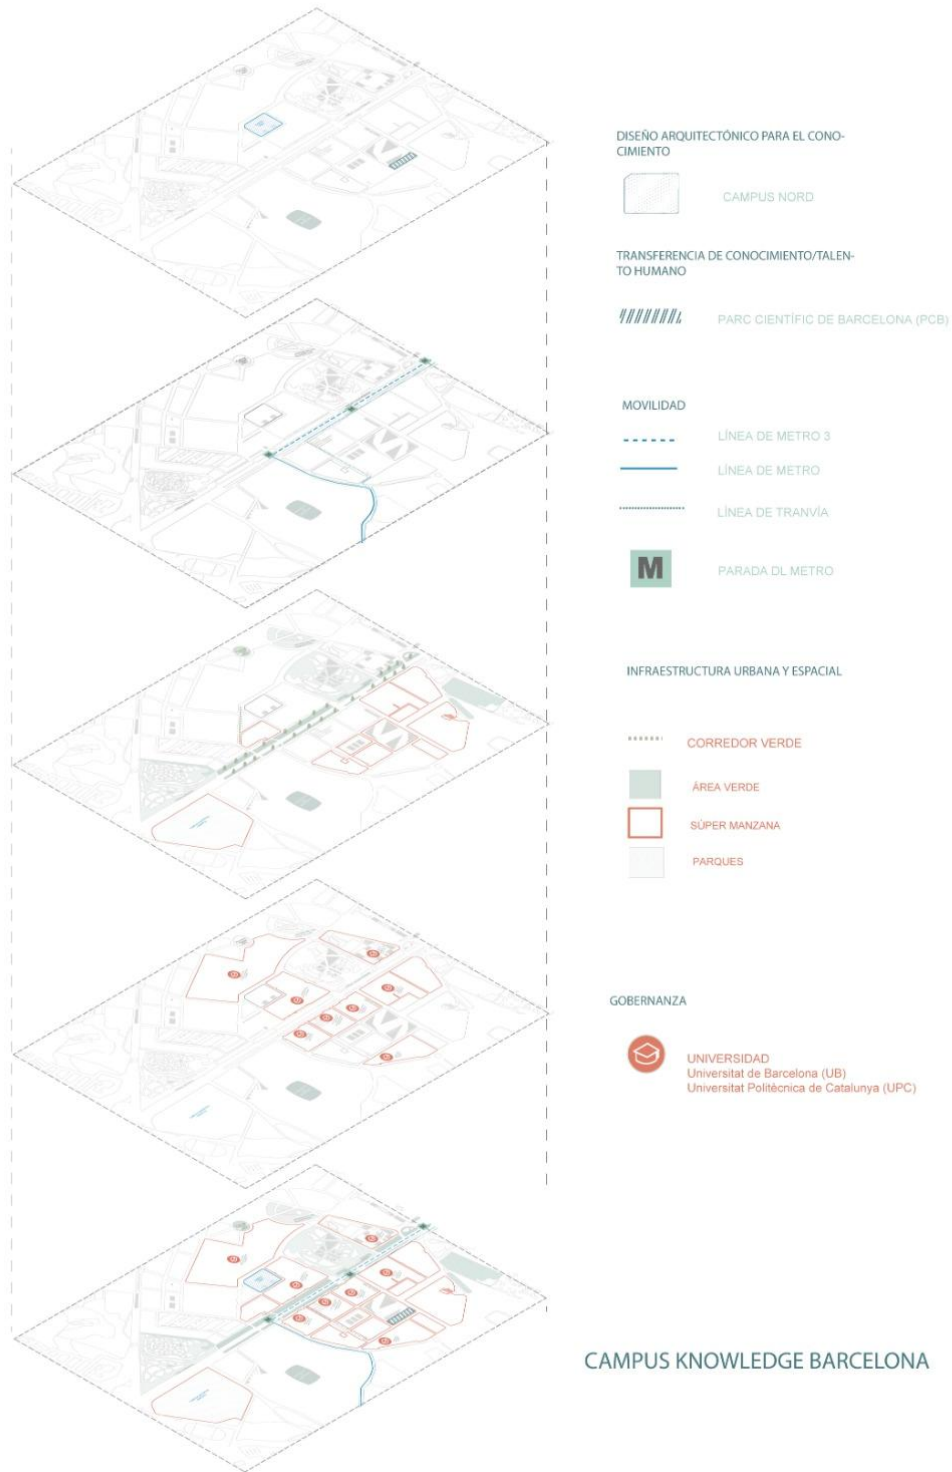 DISEÑO ARQUITECTÓNICO PARA EL CONO-
CIMIENTO
CAMPUS NORD
TRANSFERENCIA DE CONOCIMIENTO/TALEN-
TO HUMANO
PARC CIENTÍFIC DE BARCELONA (PCB)
MOVILIDAD
LÍNEA DE METRO 3
LÍNEA DE METRO
LÍNEA DE TRANVÍA
M
PARADA DL METRO
INFRAESTRUCTURA URBANA Y ESPACIAL
CORREDOR VERDE
ÁREA VERDE
SÚPER MANZANA
PARQUES
GOBERNANZA
UNIVERSIDAD
Universitat de Barcelona (UB)
Universitat Politècnica de Catalunya (UPC)
CAMPUS KNOWLEDGE BARCELONA